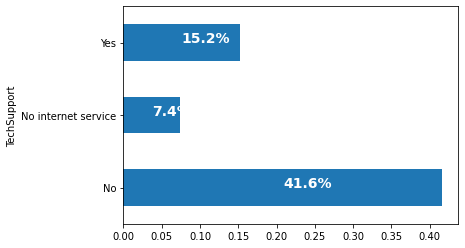 TechSupport
Yes
15.2%
No internet service
7.4%
No
41.6%
0.00 0.05 0.10 0.15 0.20 0.25 0.30 0.35 0.40